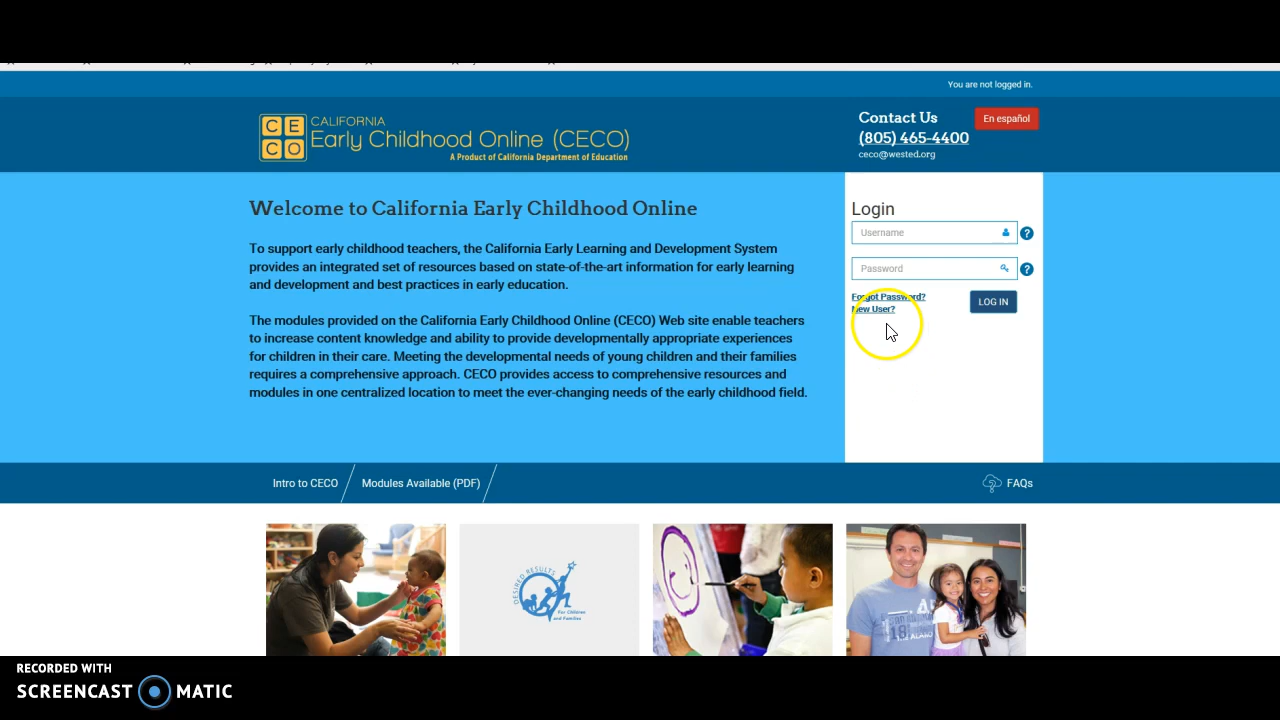 You are not logged in.
CE
CO
CALIFORNIA
Early Childhood Online (CECO)
A Product of California Department of Education
Contact Us
En español
(805) 465-4400
ceco@wested.org
Welcome to California Early Childhood Online
To support early childhood teachers, the California Early Learning and Development System
provides an integrated set of resources based on state-of-the-art information for early learning
and development and best practices in early education.
The modules provided on the California Early Childhood Online (CECO) Web site enable teachers
to increase content knowledge and ability to provide developmentally appropriate experiences
for children in their care. Meeting the developmental needs of young children and their families
requires a comprehensive approach. CECO provides access to comprehensive resources and
modules in one centralized location to meet the ever-changing needs of the early childhood field.
Login
Username
?
Password
?
Forgot Password?
New User?
LOG IN
Intro to CECO
Modules Available (PDF)
FAQs
DESIRED RESULTS
For Children
and Families
RECORDED WITH
SCREENCAST MATIC